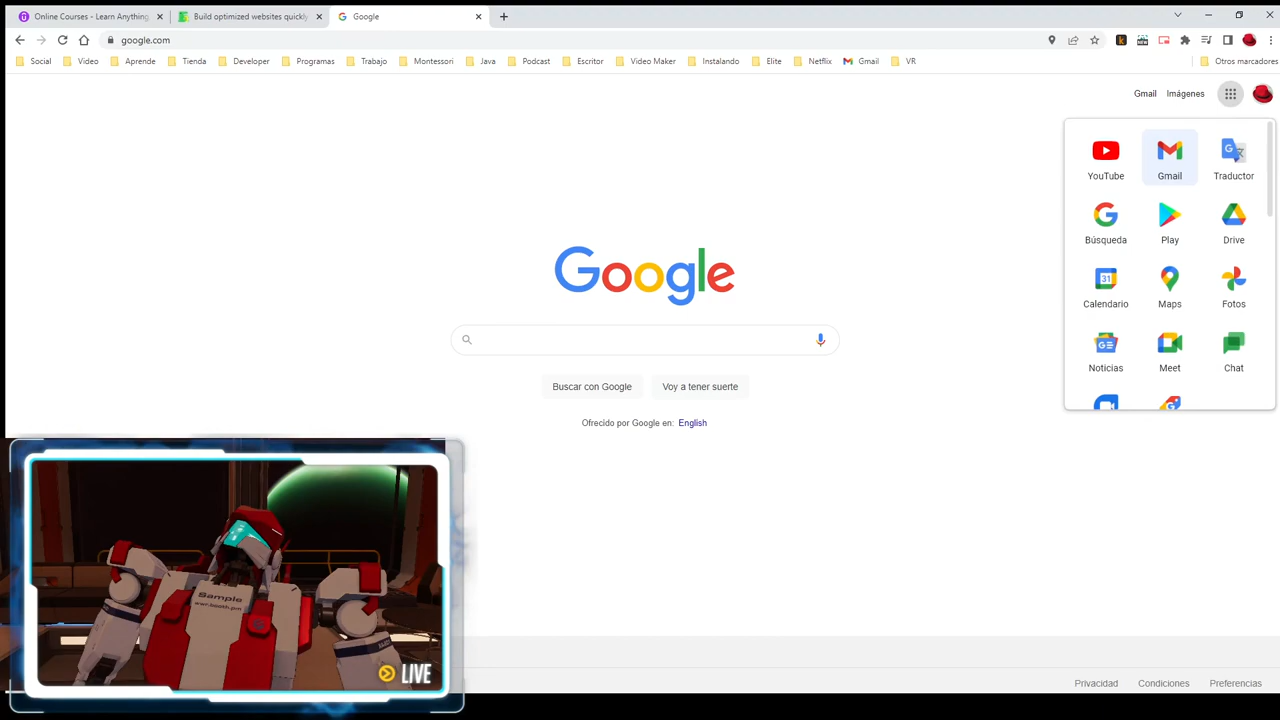 Online Courses - Learn Anything
Build optimized websites quickly
Google
google.com
Social Video Aprende Tienda Developer Programas Trabajo Montessori Java Podcast Escritor Video Maker Instalando Elite Netflix Gmail VR Otros marcadores
Gmail Imágenes
YouTube Gmail Traductor
Búsqueda Play Drive
31
Calendario Maps Fotos
Noticias Meet Chat
Google
Buscar con Google Voy a tener suerte
Ofrecido por Google en: English
Sample
LIVE
Privacidad Condiciones Preferencias